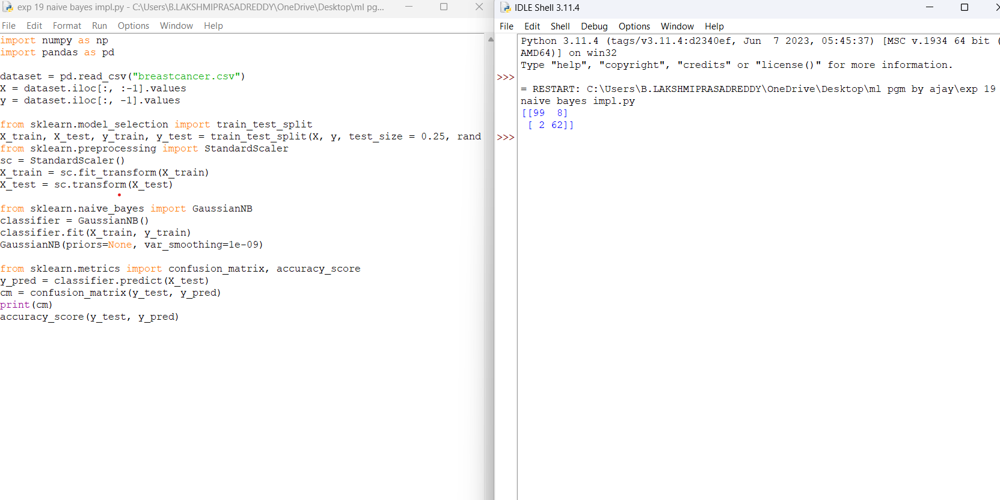 exp 19 naive bayes impl.py - C:\Users\B.LAKSHMIPRASADREDDY\OneDrive\Desktop\ml pg...
File Edit Format Run Options Window Help
import numpy as np
import pandas as pd
dataset = pd.read_csv("breastcancer.csv")
X = dataset.iloc[:, :-1].values
y = dataset.iloc[:, -1].values
from sklearn.model_selection import train_test_split
X_train, X_test, y_train, y_test = train_test_split(X, y, test_size = 0.25, rand
from sklearn.preprocessing import StandardScaler
sc = StandardScaler()
X_train = sc.fit_transform(X_train)
X_test = sc.transform(X_test)
from sklearn.naive_bayes import GaussianNB
classifier = GaussianNB()
classifier.fit(X_train, y_train)
GaussianNB(priors=None, var_smoothing=1e-09)
from sklearn.metrics import confusion_matrix, accuracy_score
y_pred = classifier.predict(X_test)
cm = confusion_matrix(y_test, y_pred)
print(cm)
accuracy_score(y_test, y_pred)
IDLE Shell 3.11.4
File Edit Shell Debug Options Window Help
Python 3.11.4 (tags/v3.11.4:d2340ef, Jun  7 2023, 05:45:37) [MSC v.1934 64 bit (
AMD64)] on win32
Type "help", "copyright", "credits" or "license()" for more information.
>>>
= RESTART: C:\Users\B.LAKSHMIPRASADREDDY\OneDrive\Desktop\ml pgm by ajay\exp 19
naive bayes impl.py
[[99  8]
 [ 2 62]]
>>>